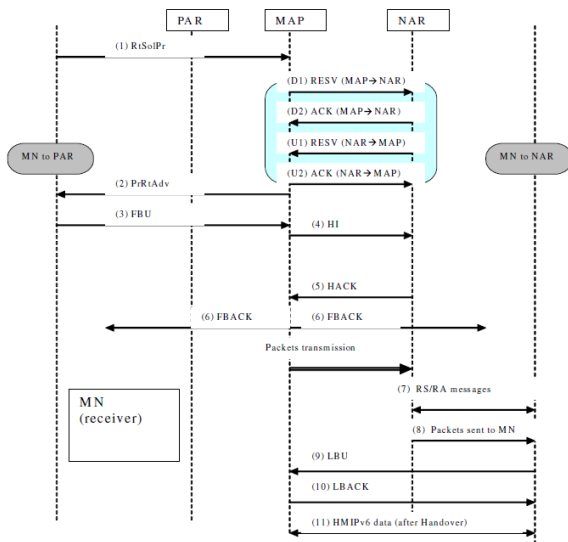 PAR
MAP
NAR
(1) RtSolPr
(D1) RESV (MAP→NAR)
(D2) ACK (MAP→NAR)
(U1) RESV (NAR→MAP)
MN to PAR
MN to NAR
(U2) ACK (NAR→MAP)
(2) PrRtAdv
(3) FBU
(4) HI
(5) HACK
(6) FBACK
(6) FBACK
Packets transmission
(7) RS/RA messages
MN
(receiver)
(8) Packets sent to MN
(9) LBU
(10) LBACK
(11) HMIPv6 data (after Handover)